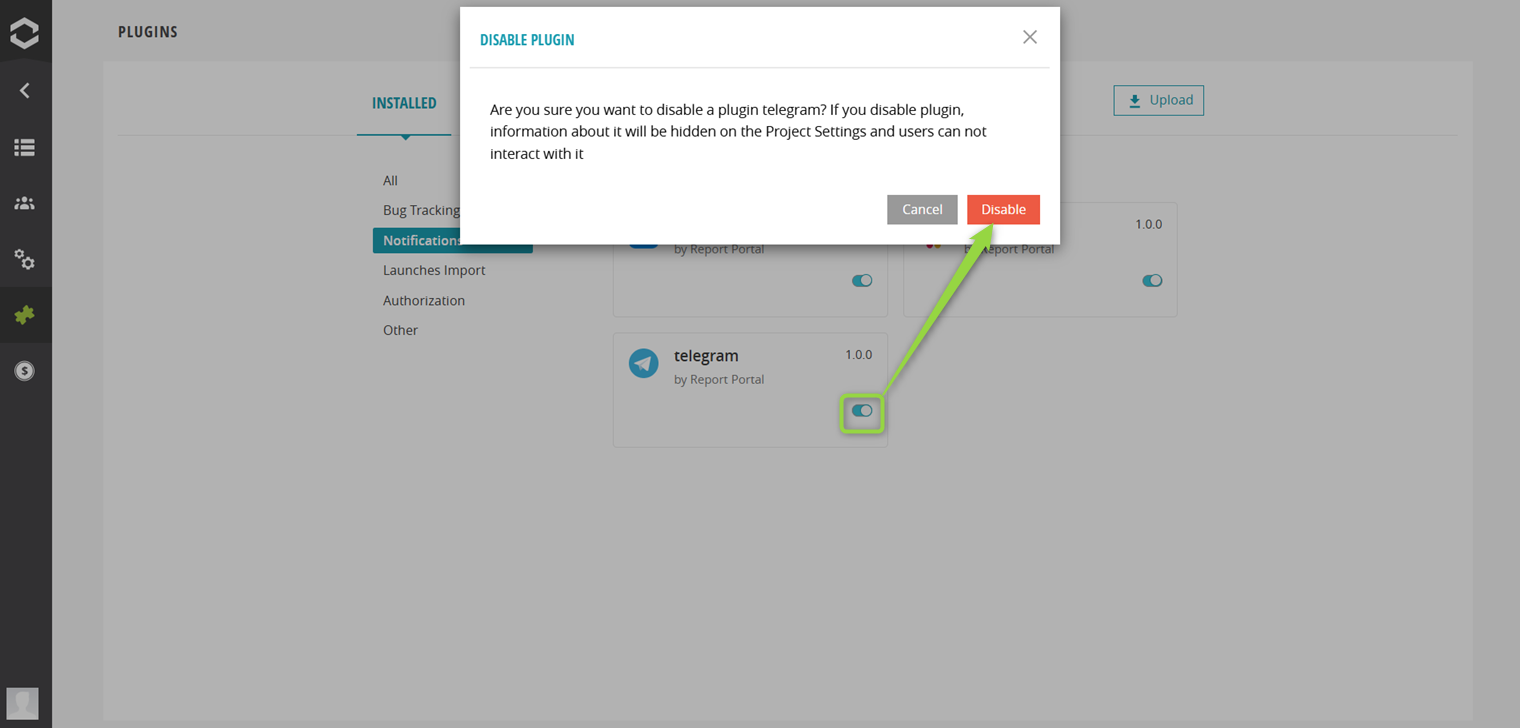 PLUGINS
DISABLE PLUGIN
Are you sure you want to disable a plugin telegram? If you disable plugin,
information about it will be hidden on the Project Settings and users can not
interact with it
Cancel
Disable
INSTALLED
Upload
All
Bug Tracking
Notifications
Launches Import
Authorization
Other
by Report Portal
1.0.0
by Report Portal
telegram
1.0.0
by Report Portal
$